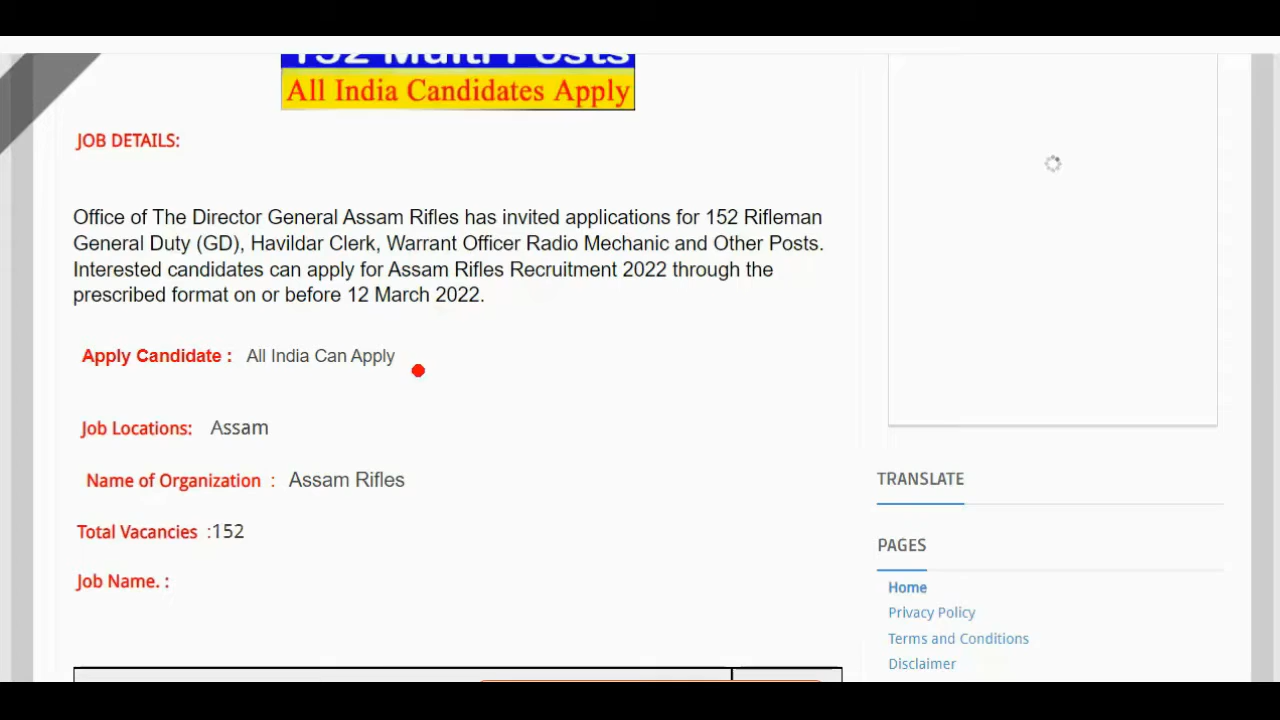 152 Multi Posts
All India Candidates Apply
JOB DETAILS:
Office of The Director General Assam Rifles has invited applications for 152 Rifleman
General Duty (GD), Havildar Clerk, Warrant Officer Radio Mechanic and Other Posts.
Interested candidates can apply for Assam Rifles Recruitment 2022 through the
prescribed format on or before 12 March 2022.
Apply Candidate : All India Can Apply
Job Locations: Assam
Name of Organization : Assam Rifles
Total Vacancies :152
Job Name. :
TRANSLATE
PAGES
Home
Privacy Policy
Terms and Conditions
Disclaimer